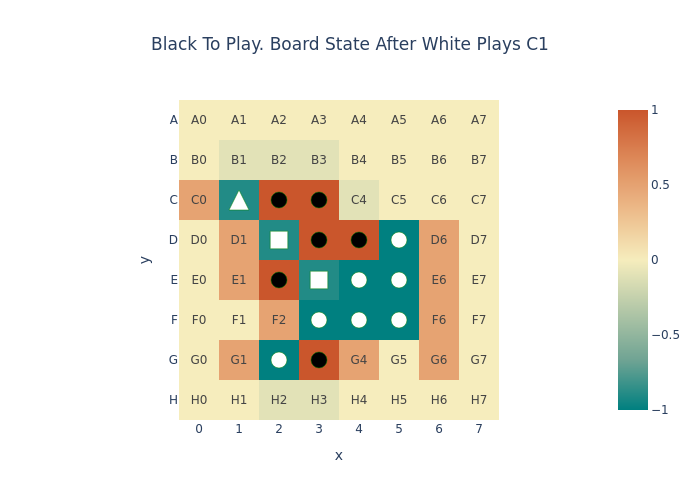 Black To Play. Board State After White Plays C1
A A0 A1 A2 A3 A4 A5 A6 A7
B B0 B1 B2 B3 B4 B5 B6 B7
C C0 C4 C5 C6 C7
D D0 D1 D6 D7
E E0 E1 E6 E7
F F0 F1 F2 F6 F7
G G0 G1 G4 G5 G6 G7
H H0 H1 H2 H3 H4 H5 H6 H7
0 1 2 3 4 5 6 7
x
y
1
0.5
0
−0.5
−1